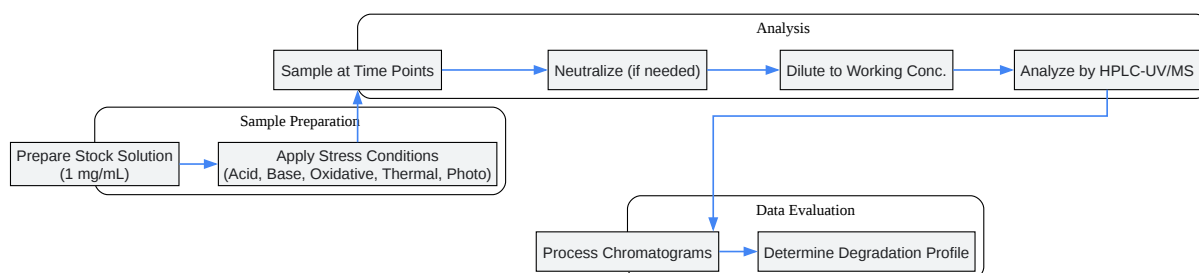 Analysis
Sample at Time Points
Neutralize (if needed)
Dilute to Working Conc.
Analyze by HPLC-UV/MS
Sample Preparation
Prepare Stock Solution
(1 mg/mL)
Apply Stress Conditions
(Acid, Base, Oxidative, Thermal, Photo)
Data Evaluation
Process Chromatograms
Determine Degradation Profile